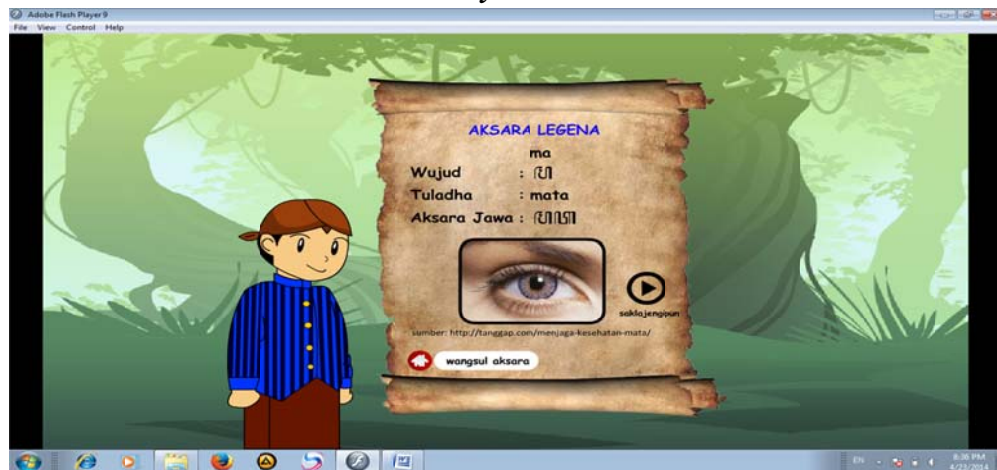 Adobe Flash Player 9
File View Control Help
AKSARA LEGENA
ma
Wujud : ꦩ
Tuladha : mata
Aksara Jawa : ꦩꦠ
saklajengipun
sumber: http://tanggap.com/menjaga-kesehatan-mata/
wangsul aksara
EN
8:36 PM
4/23/2014